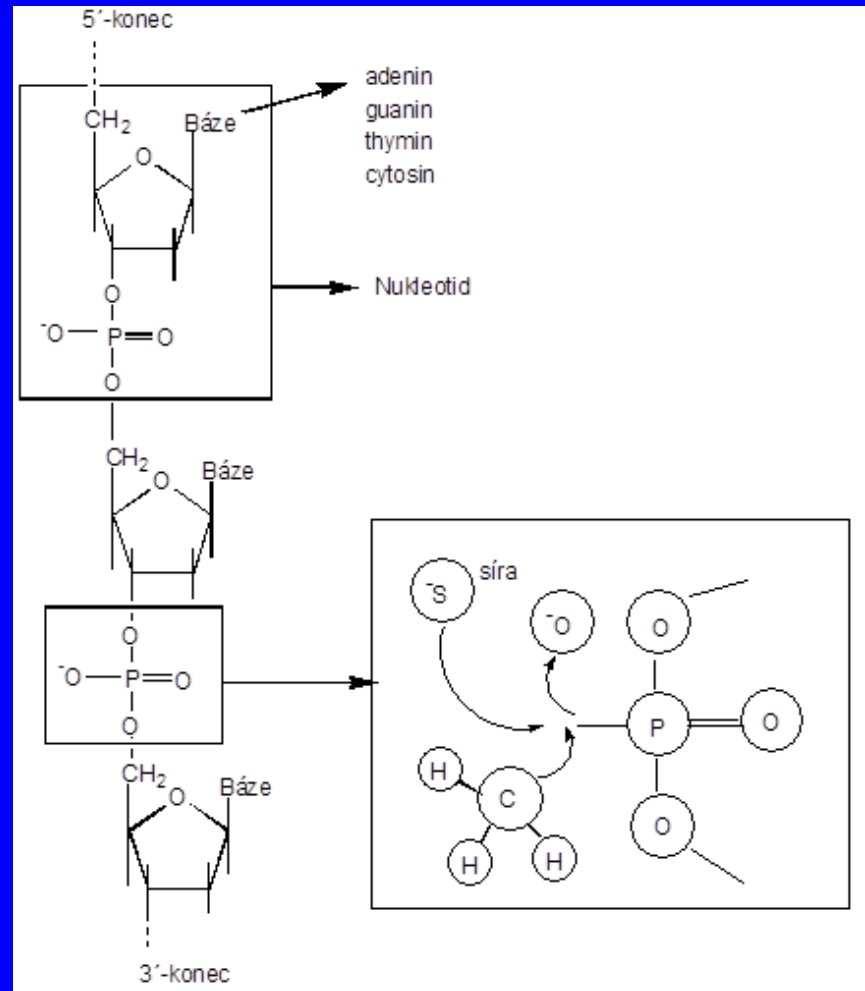 5´-konec
adenin
guanin
thymin
cytosin
CH2
Báze
O
Nukleotid
O
-O P O
O
CH2
Báze
O
síra
-S
-O
O
O
-O P O
O
P
O
H
C
H
H
O
CH2
Báze
O
3´-konec